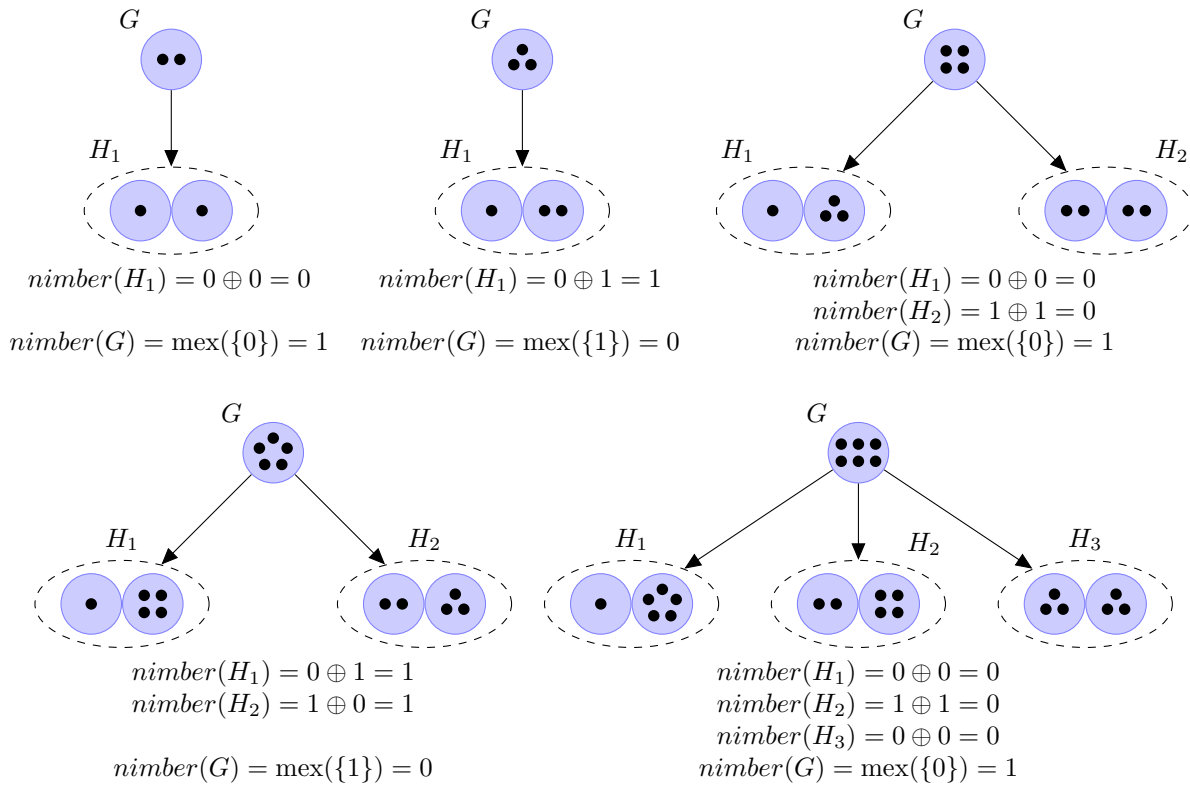 G
H₁
nimber(H₁) = 0 ⊕ 0 = 0
nimber(G) = mex({0}) = 1
G
H₁
nimber(H₁) = 0 ⊕ 1 = 1
nimber(G) = mex({1}) = 0
G
H₁
H₂
nimber(H₁) = 0 ⊕ 0 = 0
nimber(H₂) = 1 ⊕ 1 = 0
nimber(G) = mex({0}) = 1
G
H₁
H₂
nimber(H₁) = 0 ⊕ 1 = 1
nimber(H₂) = 1 ⊕ 0 = 1
nimber(G) = mex({1}) = 0
G
H₁
H₂
H₃
nimber(H₁) = 0 ⊕ 0 = 0
nimber(H₂) = 1 ⊕ 1 = 0
nimber(H₃) = 0 ⊕ 0 = 0
nimber(G) = mex({0}) = 1